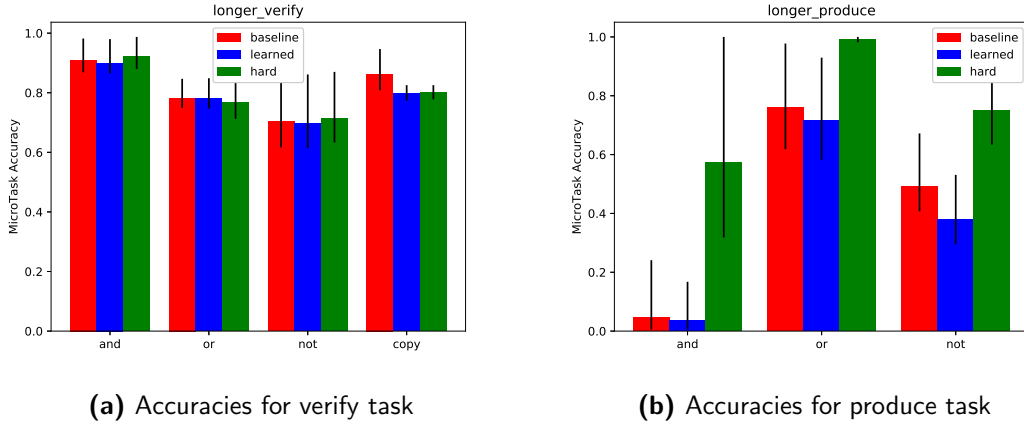 longer_verify
MicroTask Accuracy
1.0
0.8
0.6
0.4
0.2
0.0
baseline
learned
hard
and or not copy
(a) Accuracies for verify task
longer_produce
MicroTask Accuracy
1.0
0.8
0.6
0.4
0.2
0.0
baseline
learned
hard
and or not
(b) Accuracies for produce task